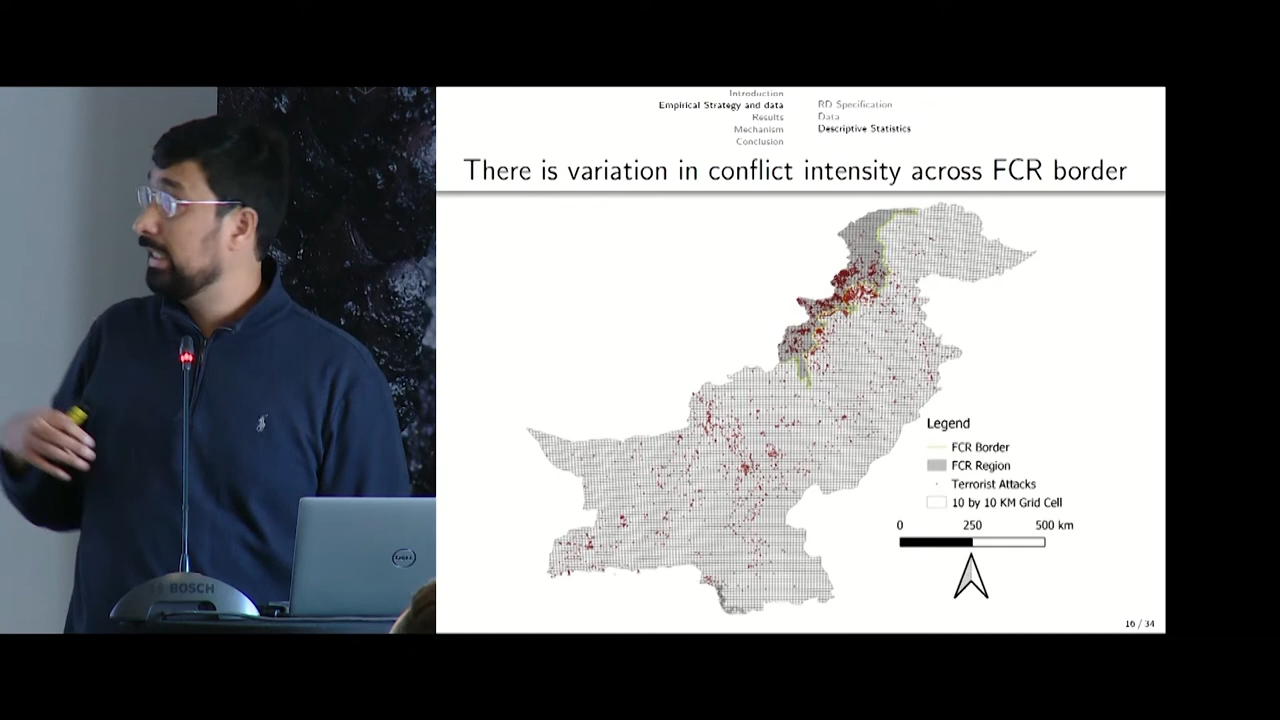 Introduction
Empirical Strategy and data
Results
Mechanism
Conclusion
RD Specification
Data
Descriptive Statistics
There is variation in conflict intensity across FCR border
Legend
FCR Border
FCR Region
Terrorist Attacks
10 by 10 KM Grid Cell
0 250 500 km
16 / 34
DELL
BOSCH